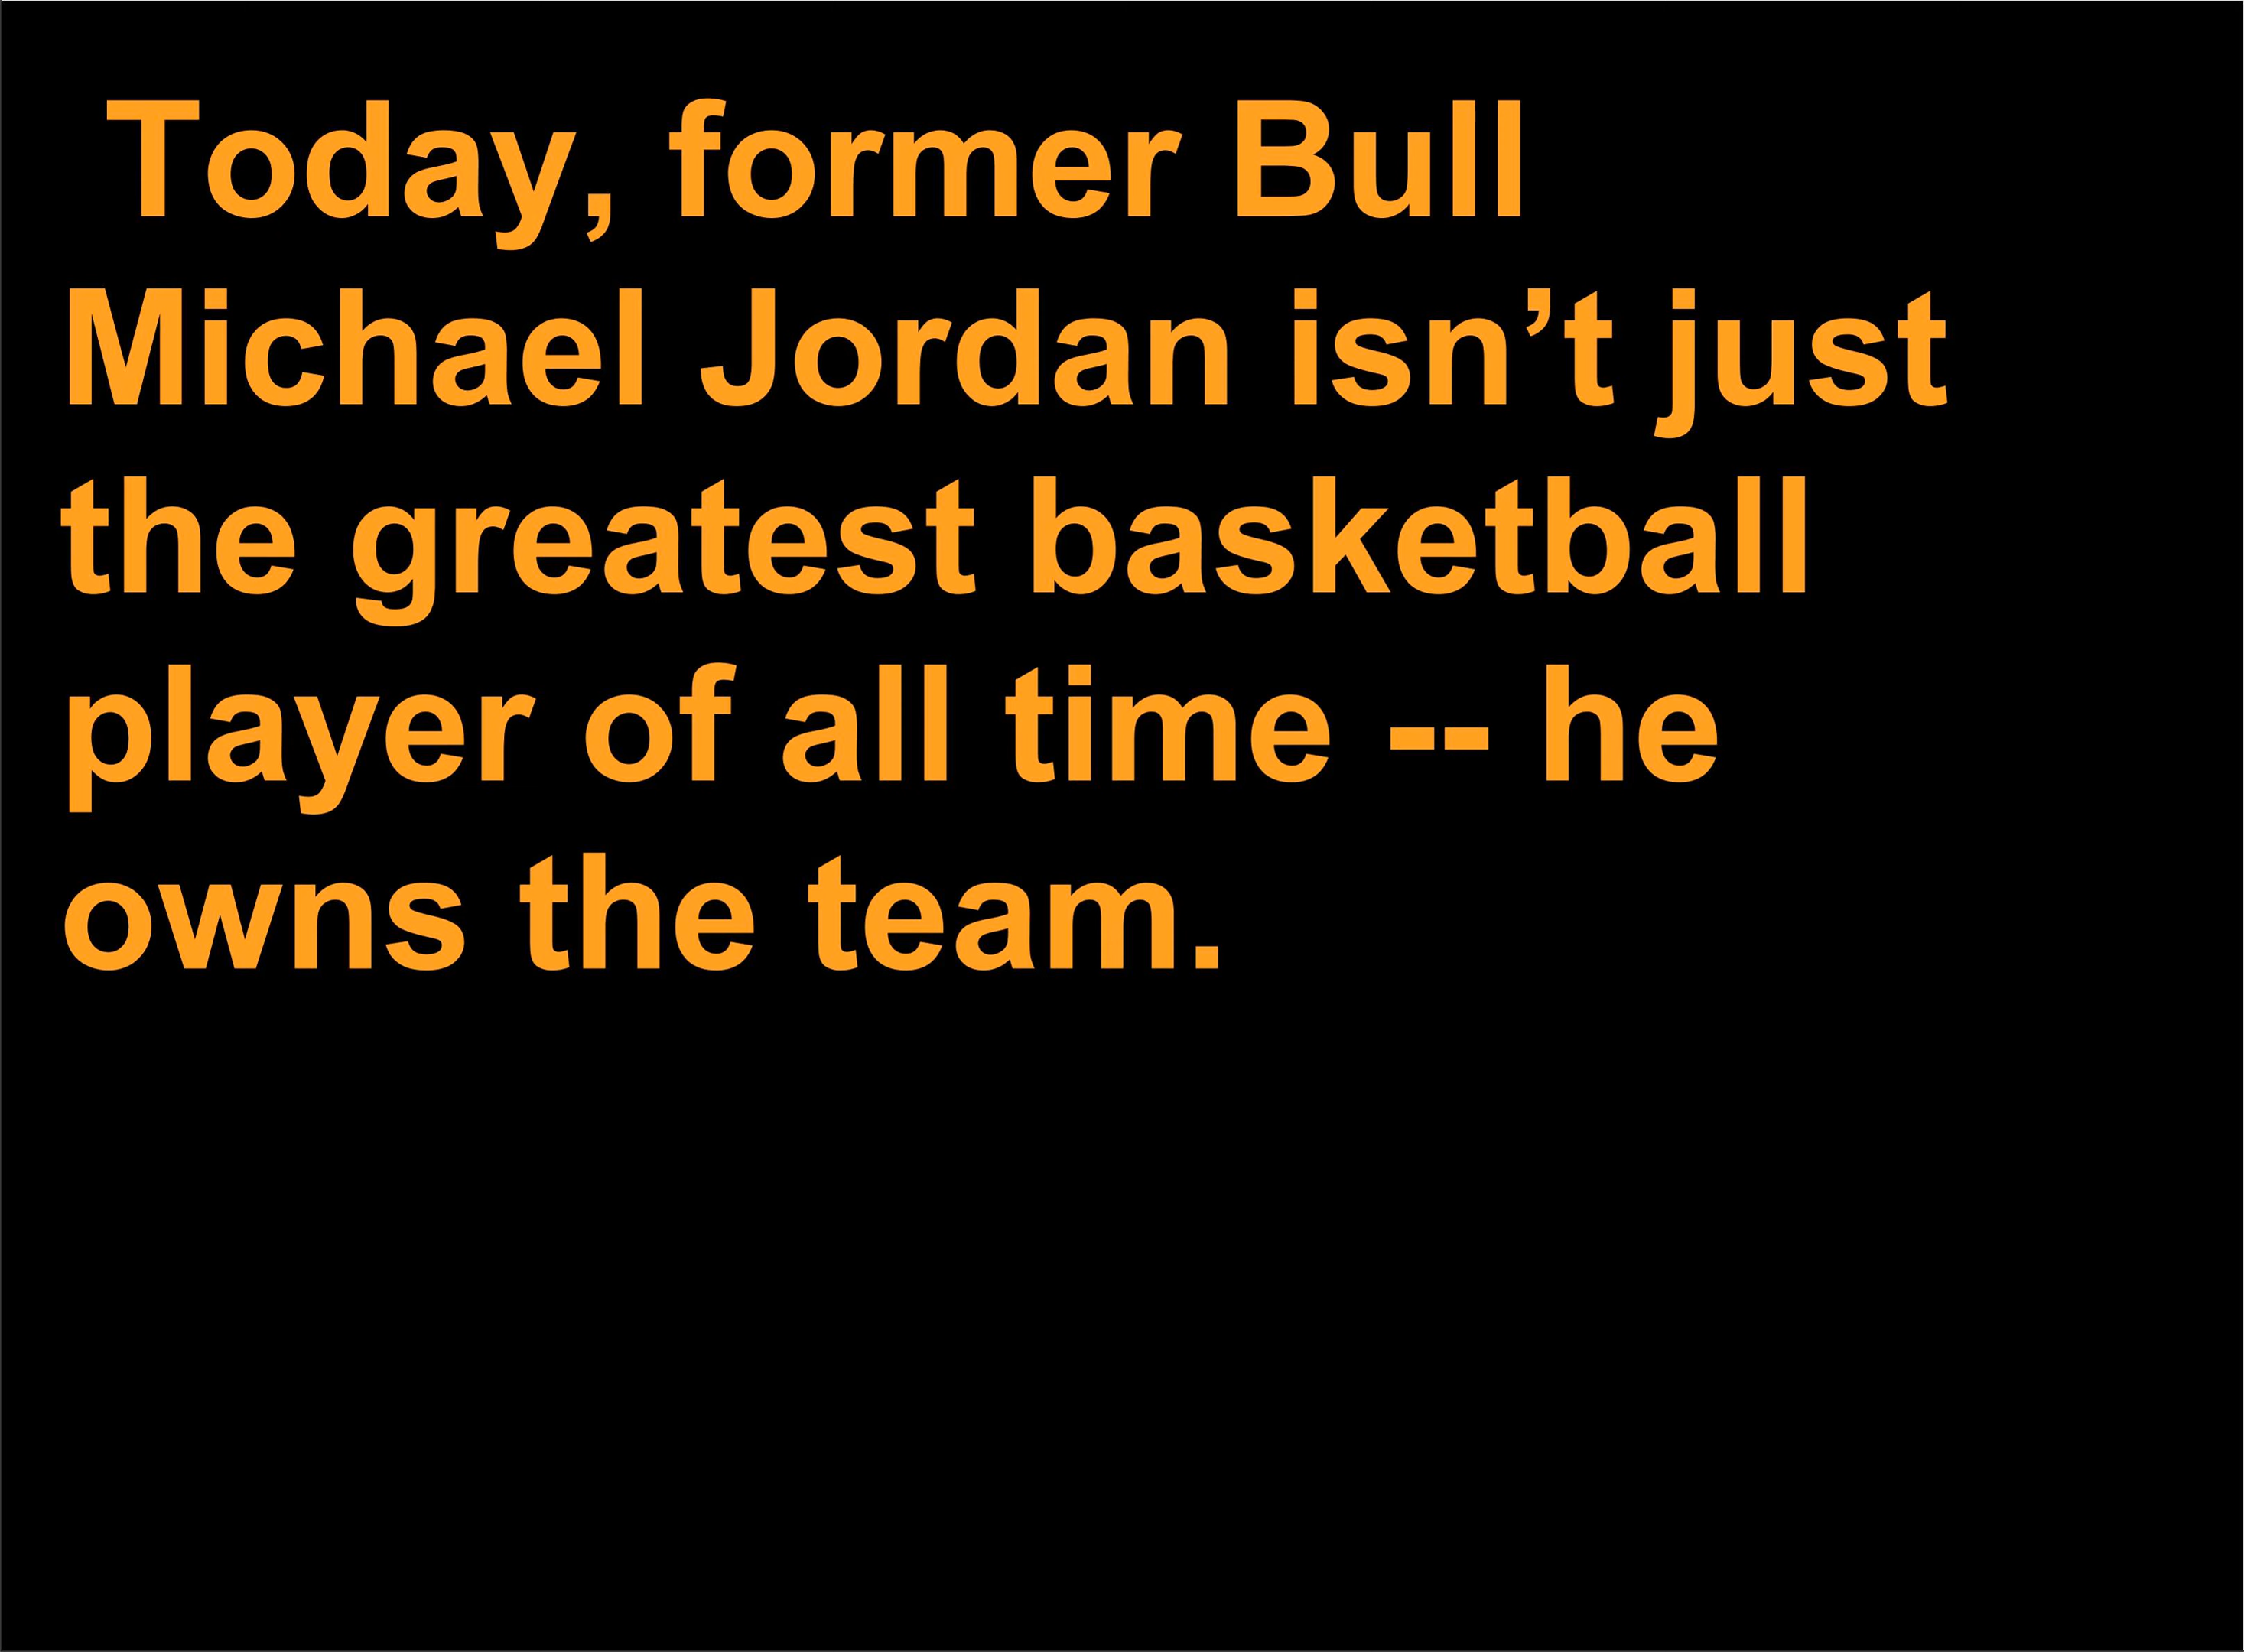 Today, former Bull
Michael Jordan isn’t just
the greatest basketball
player of all time -- he
owns the team.